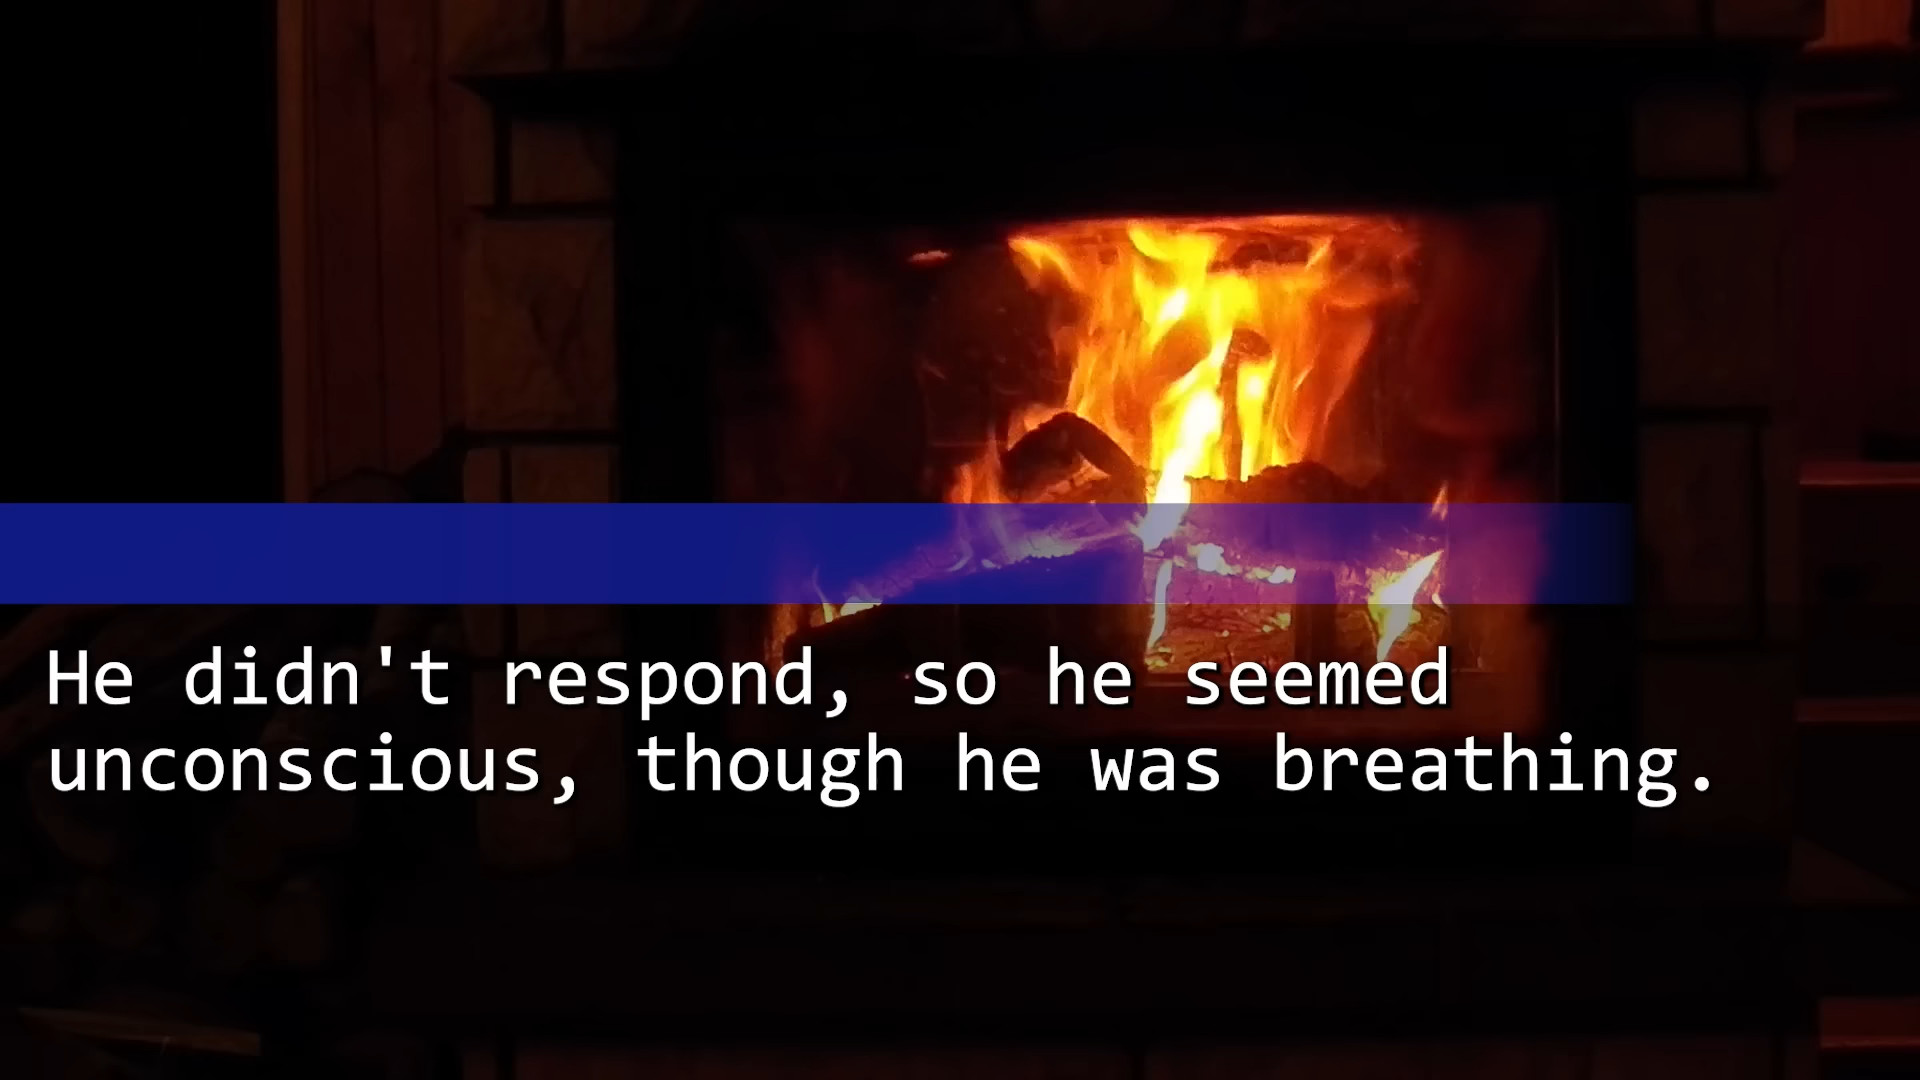 He didn't respond, so he seemed
unconscious, though he was breathing.